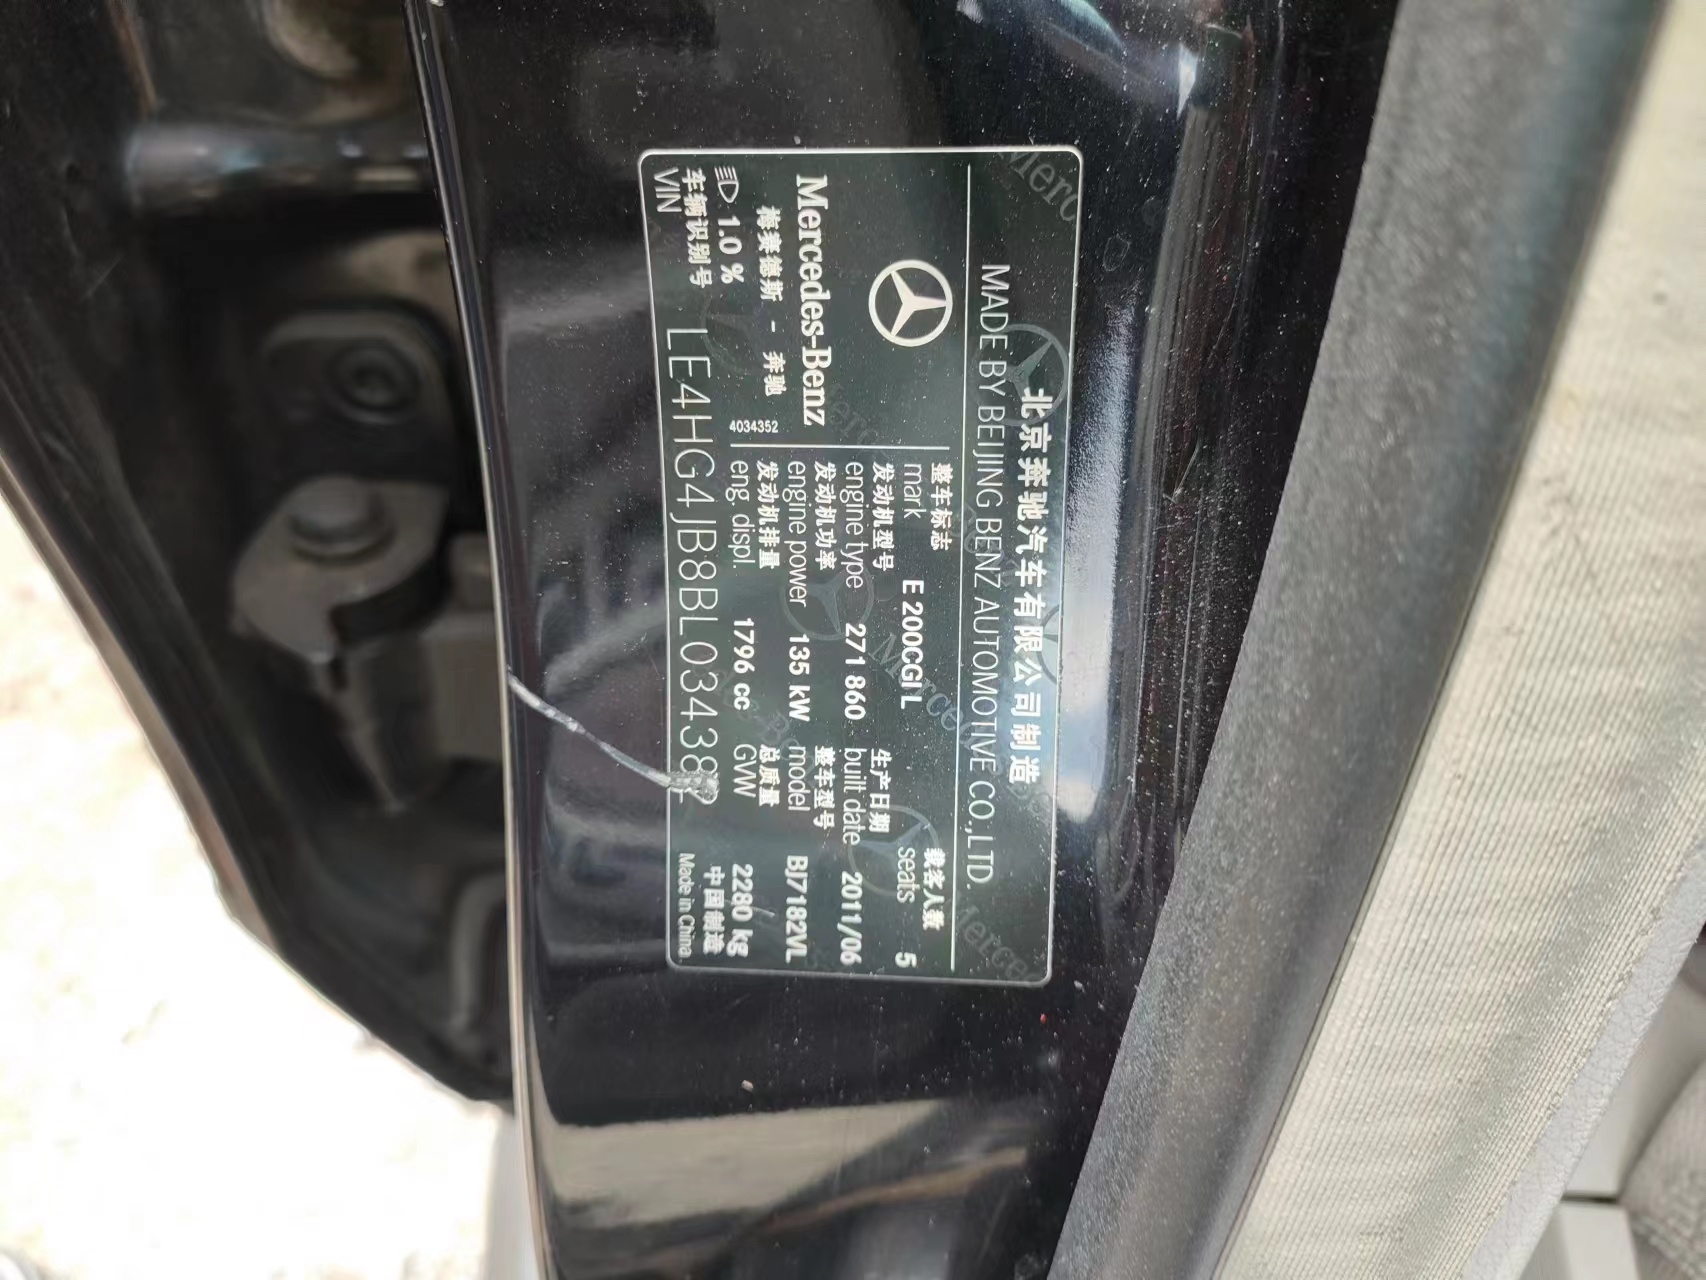 北京奔驰汽车有限公司制造
MADE BY BEIJING BENZ AUTOMOTIVE CO.,LTD.
Mercedes-Benz
梅赛德斯 - 奔驰
4034352
1.0 %
整车标志
mark E 200CGI L
载客人数
seats 5
发动机型号
engine type 271 860
生产日期
built date 2011/06
发动机功率
engine power 135 kW
整车型号
model BJ7182VL
发动机排量
eng. displ. 1796 cc
总质量
GVW 2280 kg
车辆识别号
VIN LE4HG4JB8BL034382
中国制造
Made in China